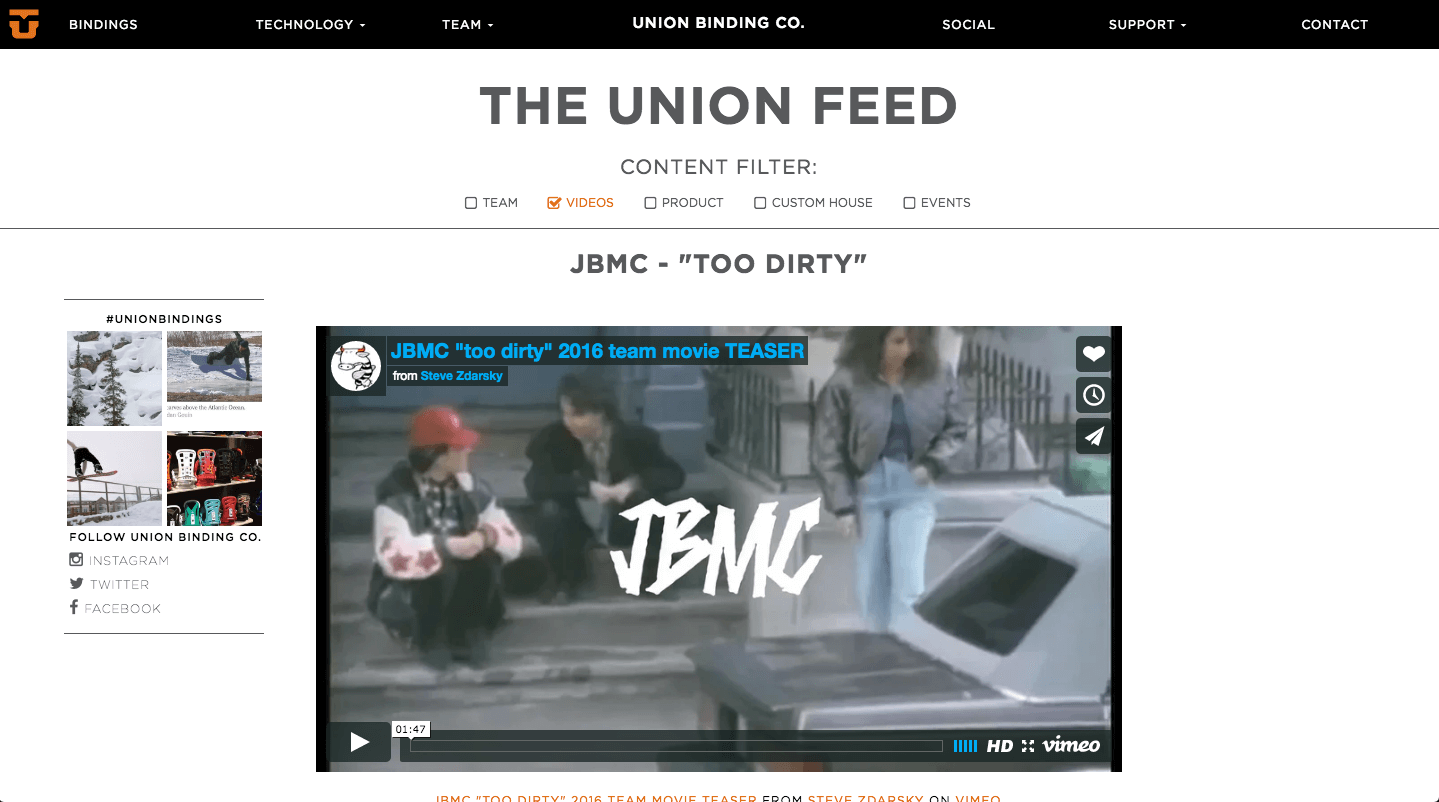 BINDINGS
TECHNOLOGY
TEAM
UNION BINDING CO.
SOCIAL
SUPPORT
CONTACT
THE UNION FEED
CONTENT FILTER:
TEAM
VIDEOS
PRODUCT
CUSTOM HOUSE
EVENTS
JBMC - "TOO DIRTY"
#UNIONBINDINGS
above the Atlantic Ocean.
FOLLOW UNION BINDING CO.
INSTAGRAM
TWITTER
FACEBOOK
JBMC "too dirty" 2016 team movie TEASER
from Steve Zdarsky
JBMC
01:47
HD
vimeo
JBMC "TOO DIRTY" 2016 TEAM MOVIE TEASER FROM STEVE ZDARSKY ON VIMEO